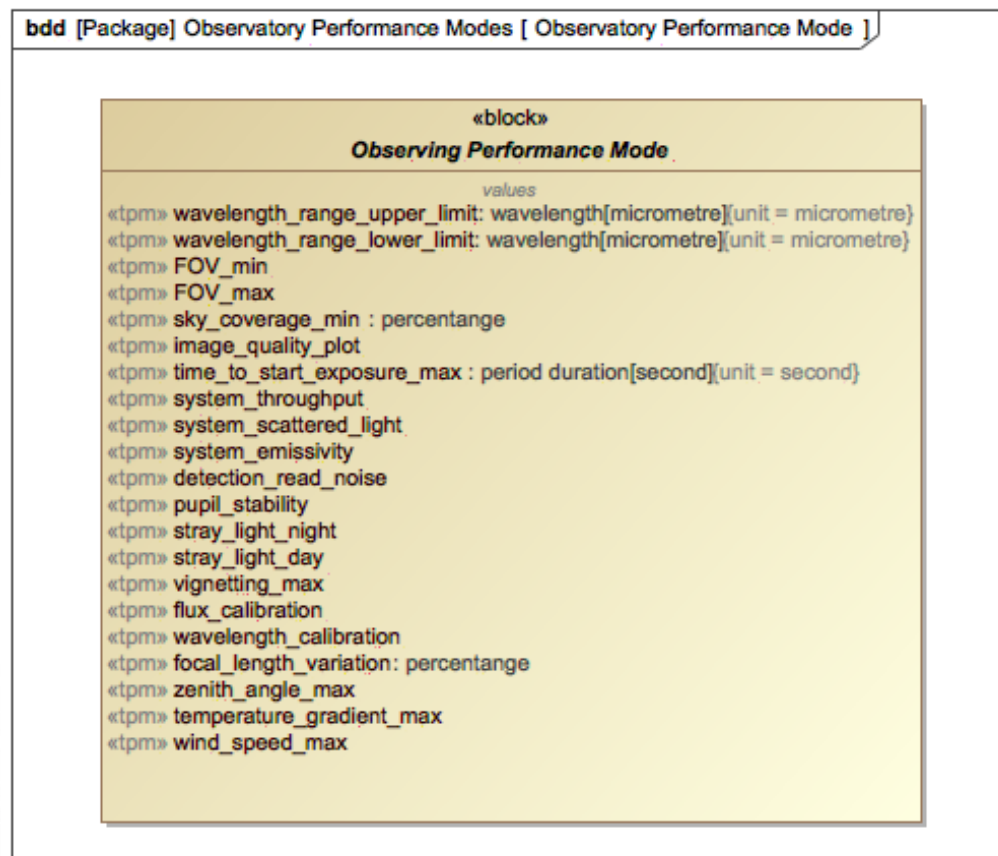 bdd [Package] Observatory Performance Modes [ Observatory Performance Mode ]
«block»
Observing Performance Mode
values
«tpm» wavelength_range_upper_limit: wavelength[micrometre]{unit = micrometre}
«tpm» wavelength_range_lower_limit: wavelength[micrometre]{unit = micrometre}
«tpm» FOV_min
«tpm» FOV_max
«tpm» sky_coverage_min : percentange
«tpm» image_quality_plot
«tpm» time_to_start_exposure_max : period duration[second]{unit = second}
«tpm» system_throughput
«tpm» system_scattered_light
«tpm» system_emissivity
«tpm» detection_read_noise
«tpm» pupil_stability
«tpm» stray_light_night
«tpm» stray_light_day
«tpm» vignetting_max
«tpm» flux_calibration
«tpm» wavelength_calibration
«tpm» focal_length_variation: percentange
«tpm» zenith_angle_max
«tpm» temperature_gradient_max
«tpm» wind_speed_max